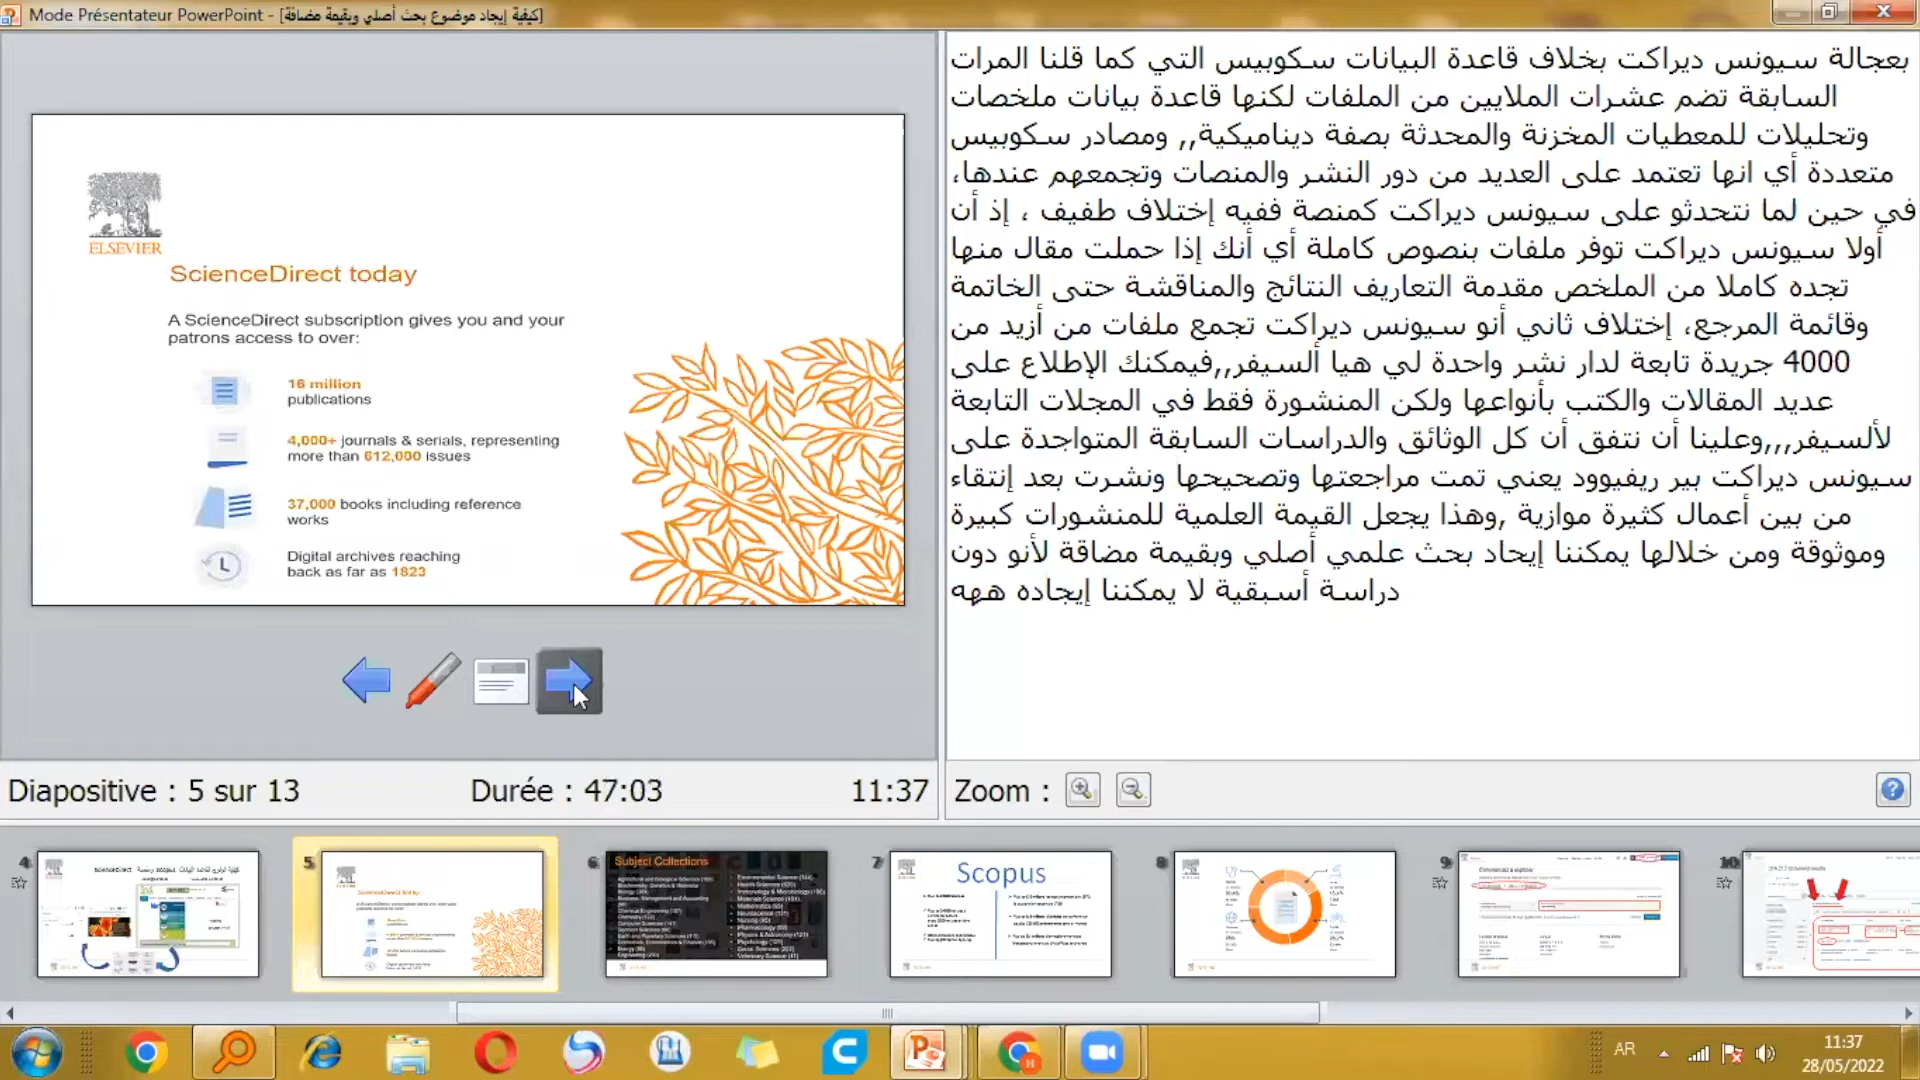 Mode Présentateur PowerPoint - [كيفية إيجاد موضوع بحث أصلي وبقيمة مضافة]
ELSEVIER
ScienceDirect today
A ScienceDirect subscription gives you and your
patrons access to over:
16 million
publications
4,000+ journals & serials, representing
more than 612,000 issues
37,000 books including reference
works
Digital archives reaching
back as far as 1823
بعجالة سيونس ديراكت بخلاف قاعدة البيانات سكوبيس التي كما قلنا المرات
السابقة تضم عشرات الملايين من الملفات لكنها قاعدة بيانات ملخصات
وتحليلات للمعطيات المخزنة والمحدثة بصفة ديناميكية,, ومصادر سكوبيس
متعددة أي انها تعتمد على العديد من دور النشر والمنصات وتجمعهم عندها،
في حين لما نتحدثو على سيونس ديراكت كمنصة ففيه إختلاف طفيف ، إذ أن
أولا سيونس ديراكت توفر ملفات بنصوص كاملة أي أنك إذا حملت مقال منها
تجده كاملا من الملخص مقدمة التعاريف النتائج والمناقشة حتى الخاتمة
وقائمة المرجع، إختلاف ثاني أنو سيونس ديراكت تجمع ملفات من أزيد من
4000 جريدة تابعة لدار نشر واحدة لي هيا ألسيفر,,فيمكنك الإطلاع على
عديد المقالات والكتب بأنواعها ولكن المنشورة فقط في المجلات التابعة
لألسيفر,,,وعلينا أن نتفق أن كل الوثائق والدراسات السابقة المتواجدة على
سيونس ديراكت بير ريفيوود يعني تمت مراجعتها وتصحيحها ونشرت بعد إنتقاء
من بين أعمال كثيرة موازية ,وهذا يجعل القيمة العلمية للمنشورات كبيرة
وموثوقة ومن خلالها يمكننا إيحاد بحث علمي أصلي وبقيمة مضاقة لأنو دون
دراسة أسبقية لا يمكننا إيجاده ههه
Diapositive : 5 sur 13
Durée : 47:03
11:37
Zoom :
4
5
6
7
8
9
10
ScienceDirect today
Subject Collections
Scopus
AR
11:37
28/05/2022